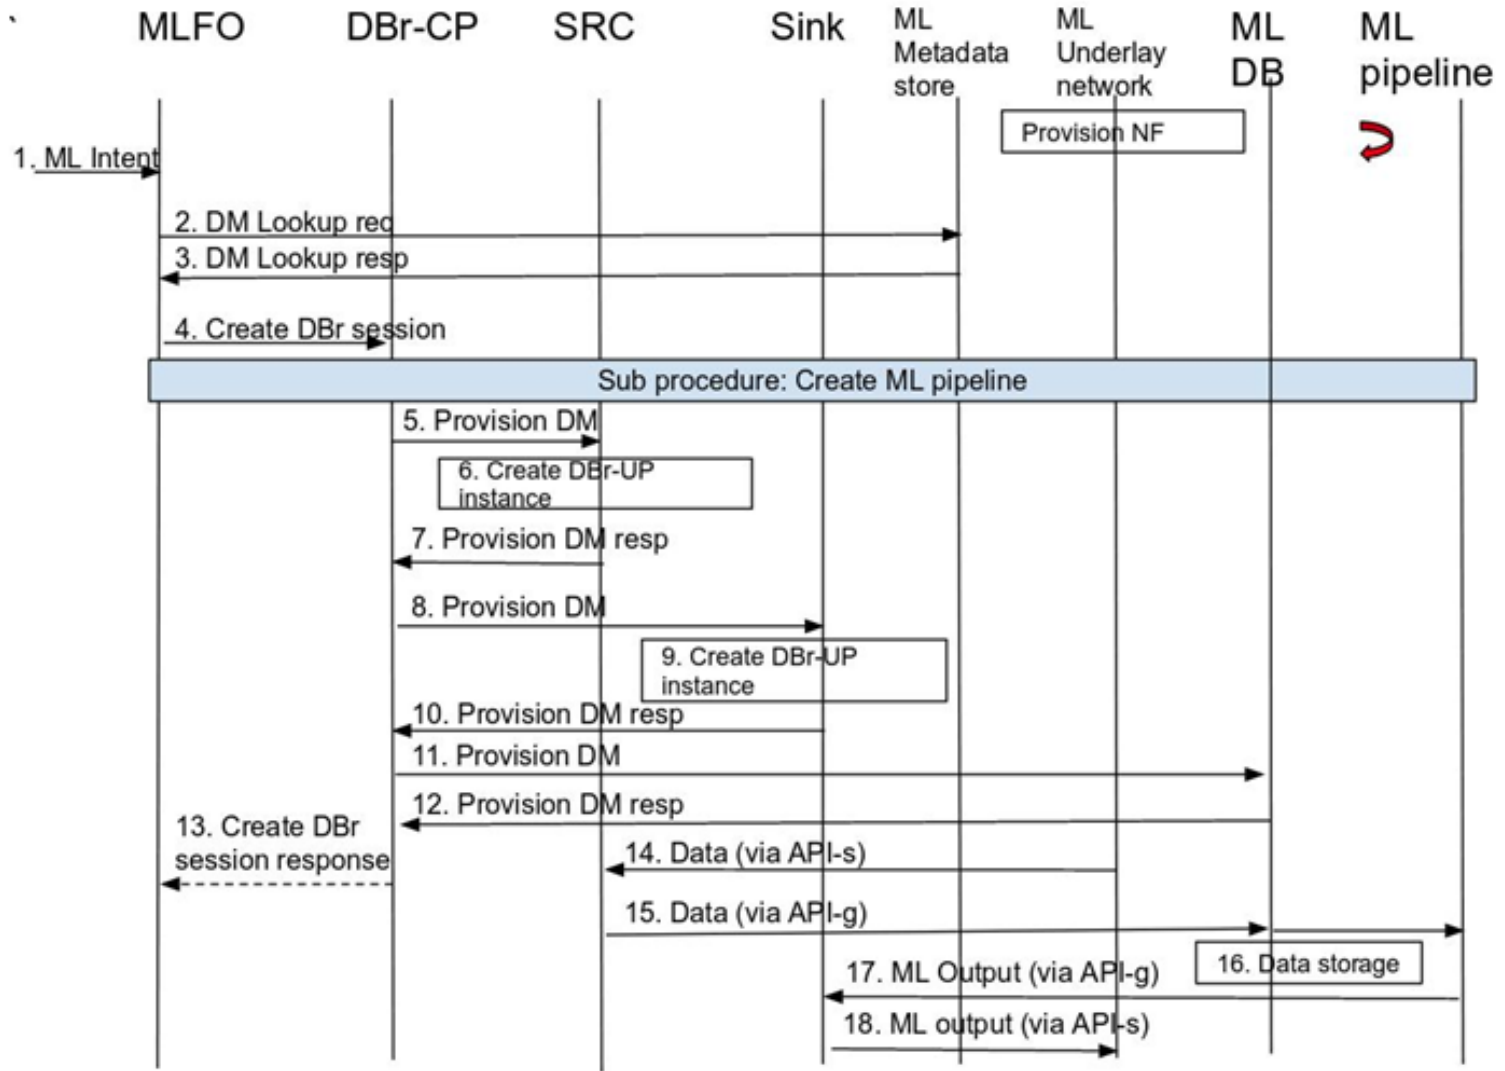 MLFO
DBr-CP
SRC
Sink
ML
Metadata
store
ML
Underlay
network
ML
DB
ML
pipeline
Provision NF
1. ML Intent
2. DM Lookup req
3. DM Lookup resp
4. Create DBr session
Sub procedure: Create ML pipeline
5. Provision DM
6. Create DBr-UP
instance
7. Provision DM resp
8. Provision DM
9. Create DBr-UP
instance
10. Provision DM resp
11. Provision DM
12. Provision DM resp
13. Create DBr
session response
14. Data (via API-s)
15. Data (via API-g)
16. Data storage
17. ML Output (via API-g)
18. ML output (via API-s)